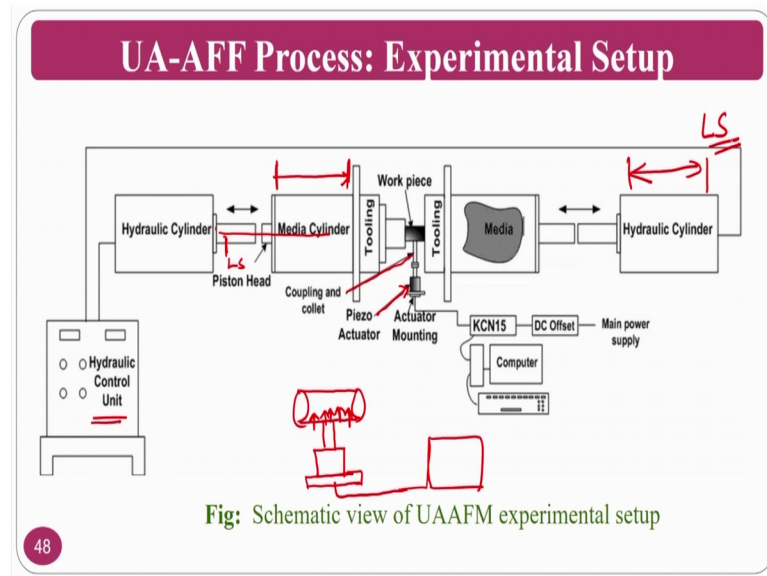 UA-AFF Process: Experimental Setup
LS
Work piece
Hydraulic Cylinder
Media Cylinder
Tooling
Tooling
Media
Hydraulic Cylinder
LS
Piston Head
Coupling and
collet
Piezo
Actuator
Actuator
Mounting
KCN15
DC Offset
Main power
supply
Computer
Hydraulic
Control
Unit
Fig: Schematic view of UAAFM experimental setup
48